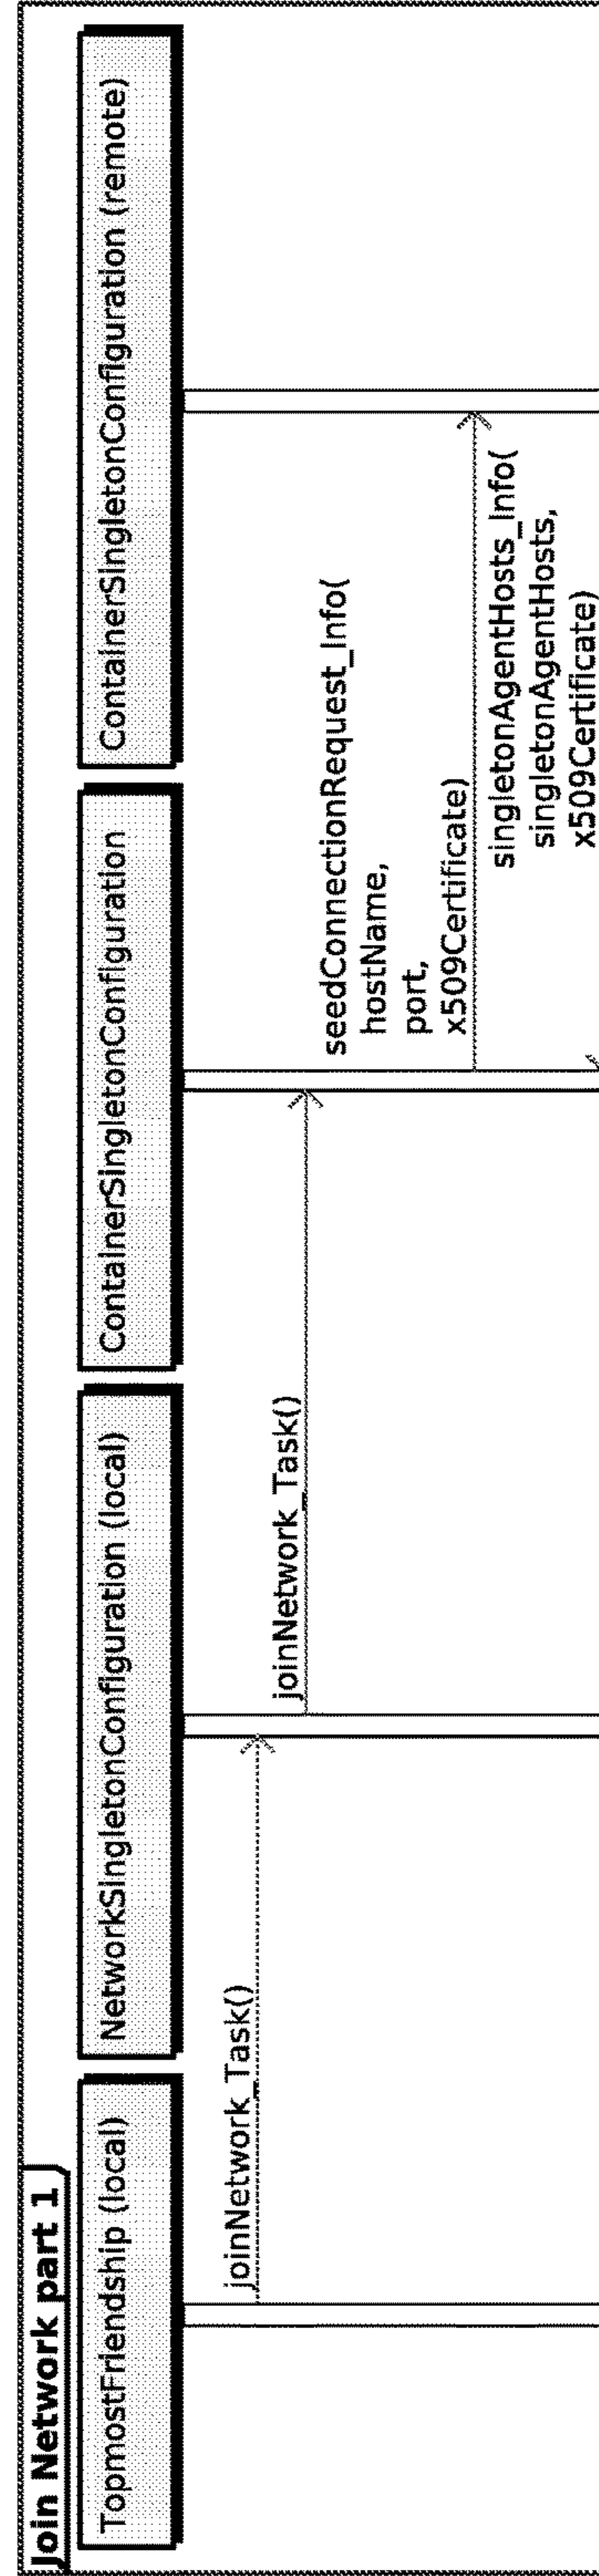 Join Network part 1
TopmostFriendship (local)
NetworkSingletonConfiguration (local)
ContainerSingletonConfiguration
ContainerSingletonConfiguration (remote)
joinNetwork_Task()
joinNetwork_Task()
seedConnectionRequest_Info(
hostName,
port,
x509Certificate)
singletonAgentHosts_Info(
singletonAgentHosts,
x509Certificate)